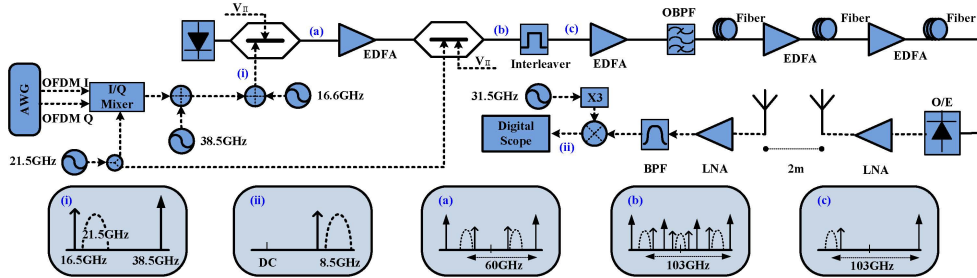 VΠ
(a)
EDFA
(b)
VΠ
Interleaver
(c)
EDFA
OBPF
Fiber
EDFA
Fiber
EDFA
Fiber
AWG
OFDM I
OFDM Q
I/Q
Mixer
(i)
16.6GHz
38.5GHz
21.5GHz
31.5GHz
X3
Digital
Scope
(ii)
BPF
LNA
2m
LNA
O/E
(i)
21.5GHz
16.5GHz
38.5GHz
(ii)
DC
8.5GHz
(a)
60GHz
(b)
103GHz
(c)
103GHz